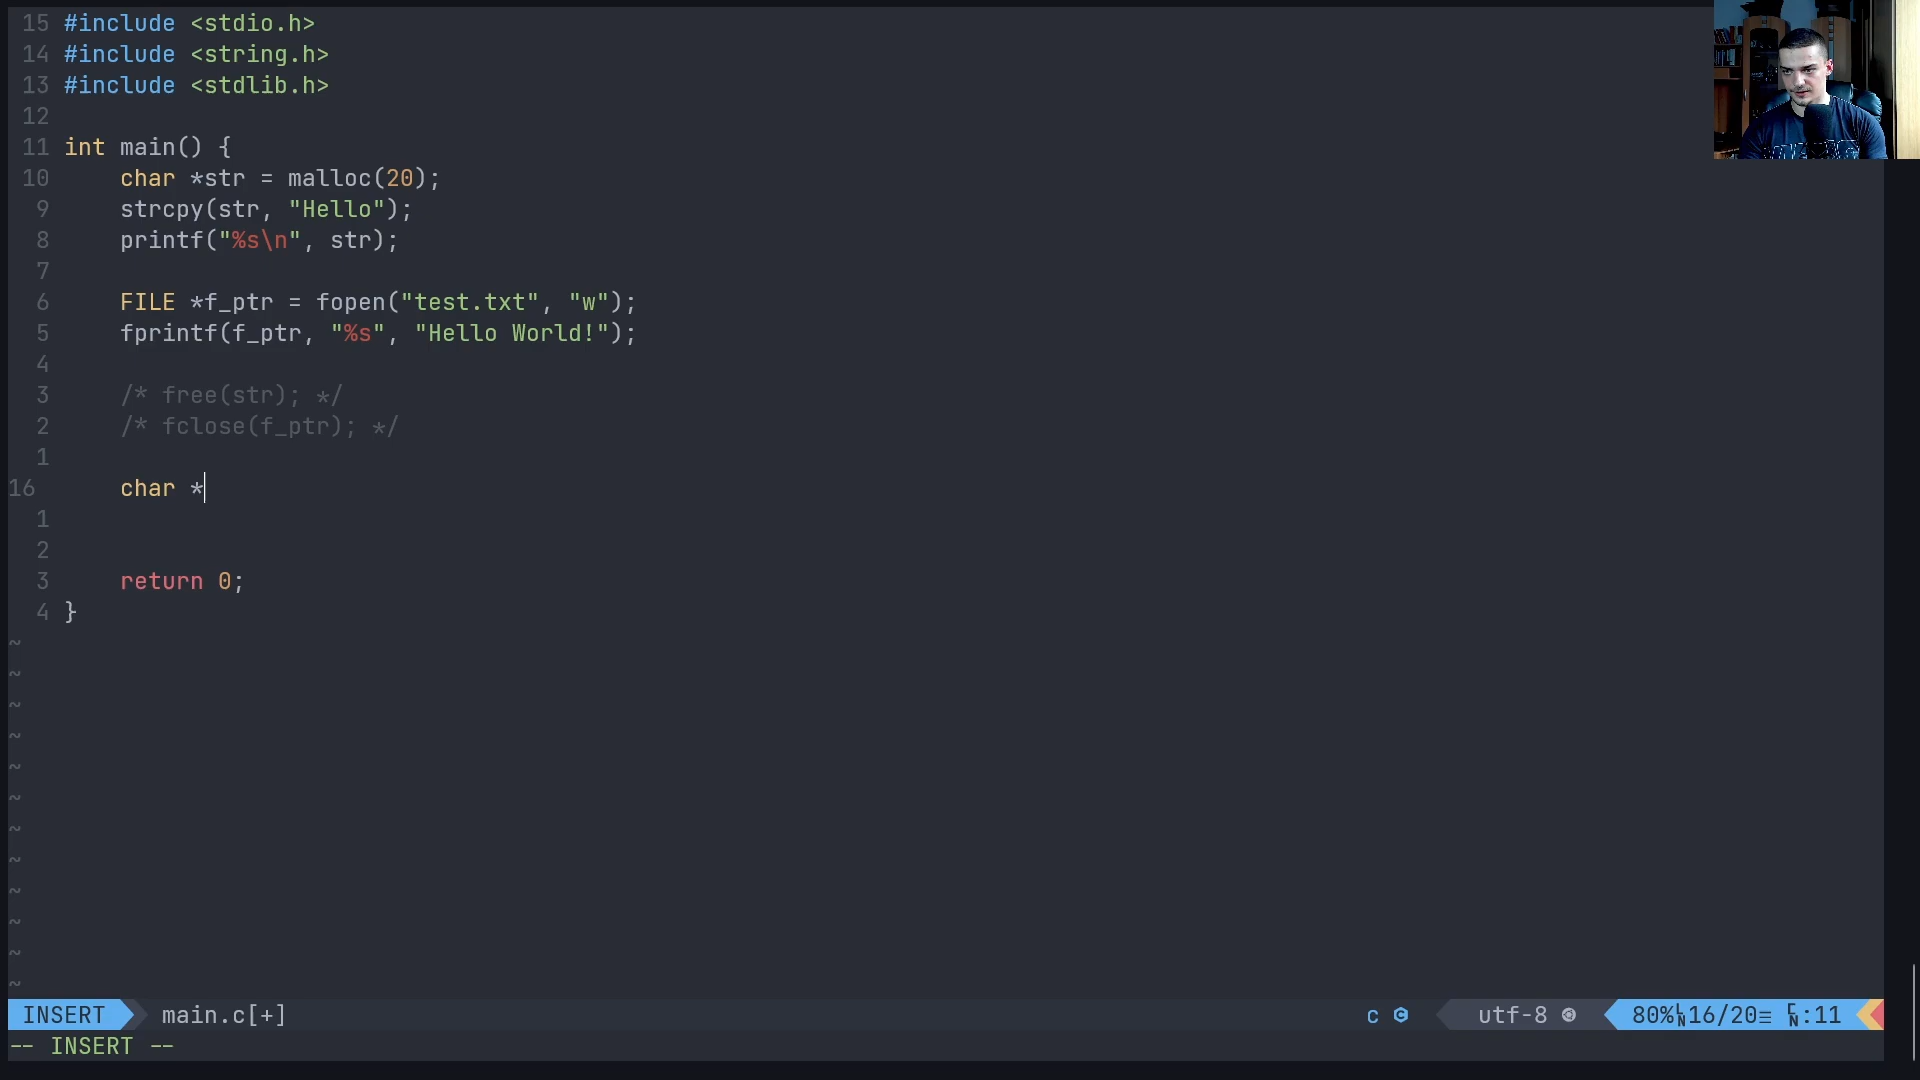 15 #include <stdio.h>
14 #include <string.h>
13 #include <stdlib.h>
12
11 int main() {
10     char *str = malloc(20);
9     strcpy(str, "Hello");
8     printf("%s\n", str);
7
6     FILE *f_ptr = fopen("test.txt", "w");
5     fprintf(f_ptr, "%s", "Hello World!");
4
3     /* free(str); */
2     /* fclose(f_ptr); */
1
16     char *
1
2
3     return 0;
4 }
~
~
~
~
~
~
~
~
~
~
~
~
INSERT main.c[+] c utf-8 80% LN 16/20≡ CN:11
-- INSERT --